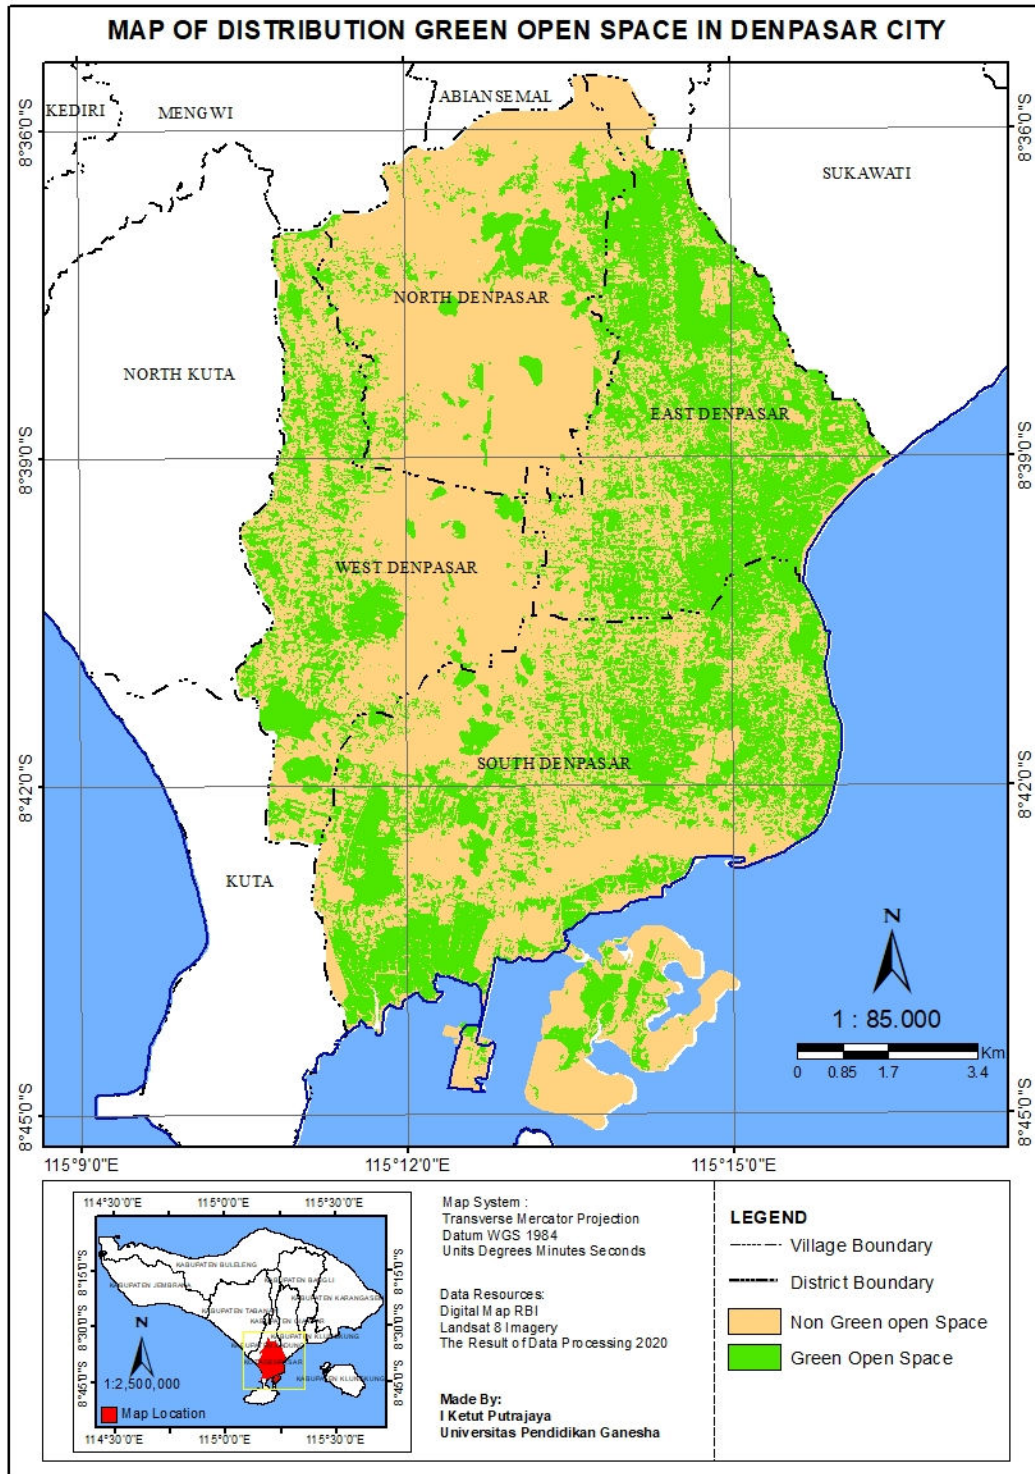 MAP OF DISTRIBUTION GREEN OPEN SPACE IN DENPASAR CITY
KEDIRI
MENGWI
ABIANSEMAL
SUKAWATI
8°36'0"S
8°36'0"S
NORTH DENPASAR
NORTH KUTA
EAST DENPASAR
8°39'0"S
8°39'0"S
WEST DENPASAR
SOUTH DENPASAR
8°42'0"S
8°42'0"S
KUTA
N
1 : 85.000
Km
0 0.85 1.7 3.4
8°45'0"S
8°45'0"S
115°9'0"E 115°12'0"E 115°15'0"E
114°30'0"E 115°0'0"E 115°30'0"E
8°15'0"S
8°15'0"S
KABUPATEN BULELENG
KABUPATEN JEMBRANA
KABUPATEN BANGLI
KABUPATEN KARANGASEM
KABUPATEN TABANAN
8°30'0"S
8°30'0"S
KABUPATEN KLUNGKUNG
KABUPATEN KLUNGKUNG
8°45'0"S
8°45'0"S
N
1:2,500,000
Map Location
114°30'0"E 115°0'0"E 115°30'0"E
Map System :
Transverse Mercator Projection
Datum WGS 1984
Units Degrees Minutes Seconds
Data Resources:
Digital Map RBI
Landsat 8 Imagery
The Result of Data Processing 2020
Made By:
I Ketut Putrajaya
Universitas Pendidikan Ganesha
LEGEND
Village Boundary
District Boundary
Non Green open Space
Green Open Space